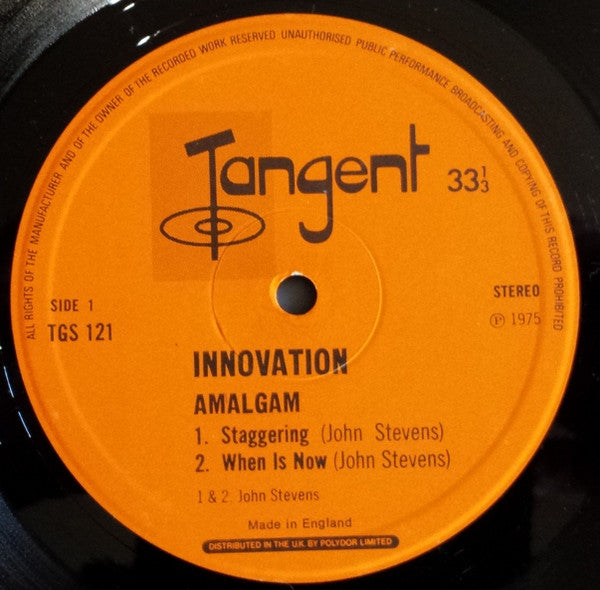 ALL RIGHTS OF THE MANUFACTURER AND OF THE OWNER OF THE RECORDED WORK RESERVED UNAUTHORISED PUBLIC PERFORMANCE BROADCASTING AND COPYING OF THIS RECORD PROHIBITED
Tangent
33⅓
SIDE 1
TGS 121
STEREO
℗ 1975
INNOVATION
AMALGAM
1. Staggering (John Stevens)
2. When Is Now (John Stevens)
1 & 2. John Stevens
Made in England
DISTRIBUTED IN THE U.K. BY POLYDOR LIMITED